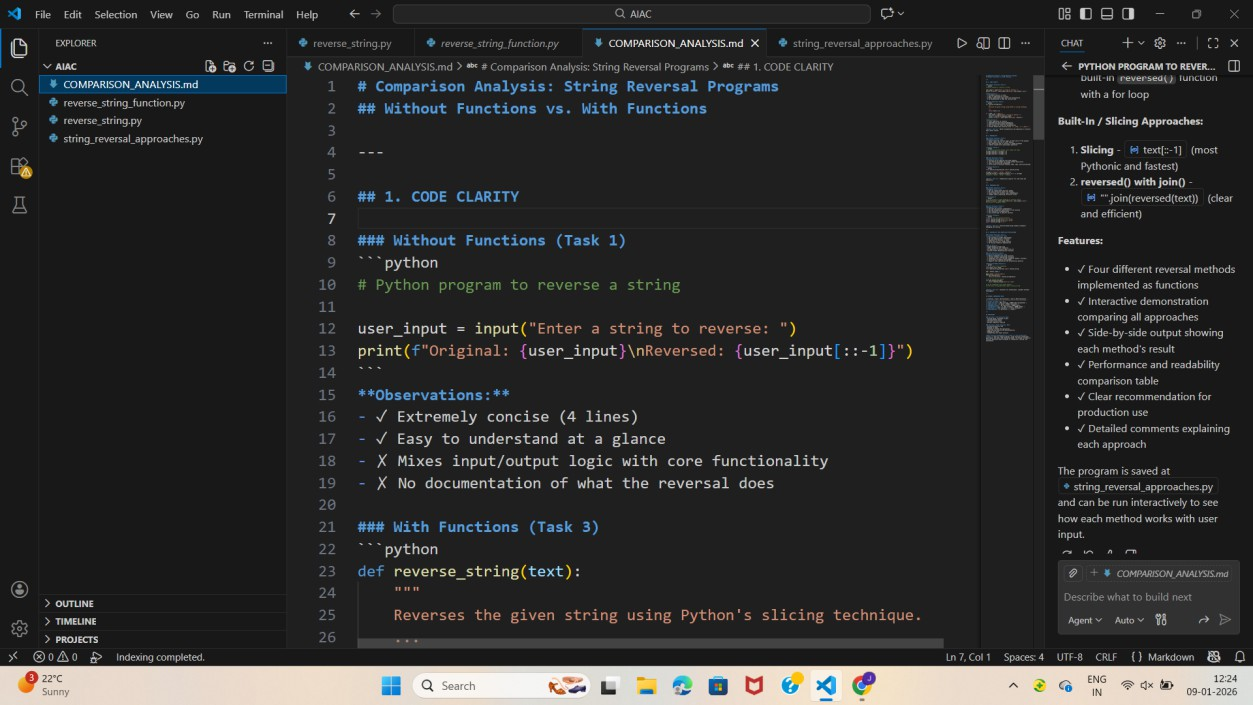 File Edit Selection View Go Run Terminal Help
AIAC
EXPLORER
AIAC
COMPARISON_ANALYSIS.md
reverse_string_function.py
reverse_string.py
string_reversal_approaches.py
OUTLINE
TIMELINE
PROJECTS
reverse_string.py
reverse_string_function.py
COMPARISON_ANALYSIS.md
string_reversal_approaches.py
COMPARISON_ANALYSIS.md > # Comparison Analysis: String Reversal Programs > ## 1. CODE CLARITY
1 # Comparison Analysis: String Reversal Programs
2 ## Without Functions vs. With Functions
3
4 ---
5
6 ## 1. CODE CLARITY
7
8 ### Without Functions (Task 1)
9 ```python
10 # Python program to reverse a string
11
12 user_input = input("Enter a string to reverse: ")
13 print(f"Original: {user_input}\nReversed: {user_input[::-1]}")
14 ```
15 **Observations:**
16 - ✓ Extremely concise (4 lines)
17 - ✓ Easy to understand at a glance
18 - ✗ Mixes input/output logic with core functionality
19 - ✗ No documentation of what the reversal does
20
21 ### With Functions (Task 3)
22 ```python
23 def reverse_string(text):
24 """
25 Reverses the given string using Python's slicing technique.
26
CHAT
PYTHON PROGRAM TO REVER...
built-in reversed() function
with a for loop
Built-In / Slicing Approaches:
1. Slicing - text[::-1] (most
Pythonic and fastest)
2. reversed() with join() -
"".join(reversed(text)) (clear
and efficient)
Features:
• ✓ Four different reversal methods
implemented as functions
• ✓ Interactive demonstration
comparing all approaches
• ✓ Side-by-side output showing
each method's result
• ✓ Performance and readability
comparison table
• ✓ Clear recommendation for
production use
• ✓ Detailed comments explaining
each approach
The program is saved at
string_reversal_approaches.py
and can be run interactively to see
how each method works with user
input.
COMPARISON_ANALYSIS.md
Describe what to build next
Agent Auto
0 0 Indexing completed.
Ln 7, Col 1 Spaces: 4 UTF-8 CRLF {} Markdown
3
22°C
Sunny
Search
ENG
IN
12:24
09-01-2026